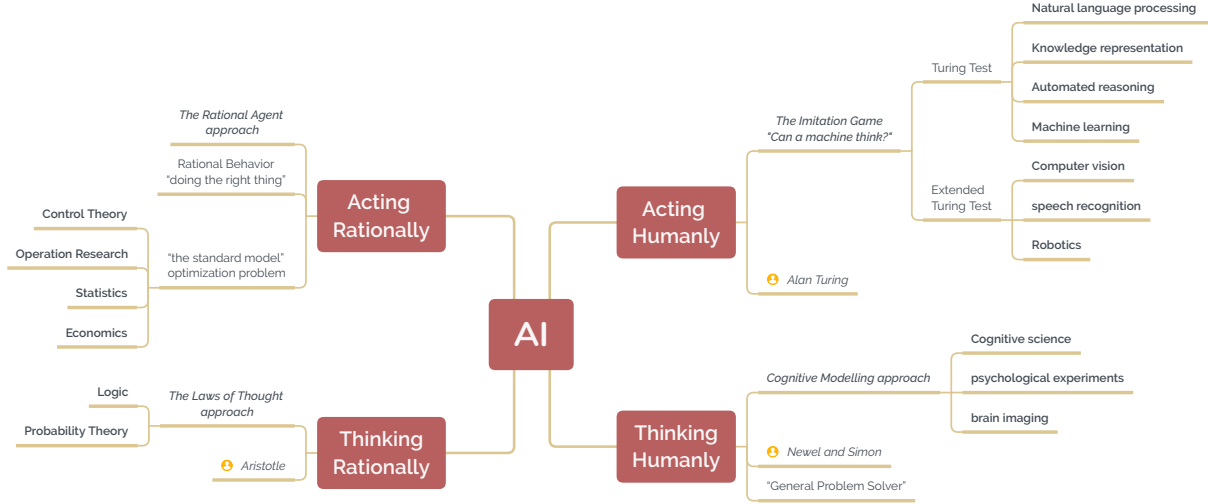 AI
Acting
Rationally
The Rational Agent
approach
Rational Behavior
“doing the right thing”
“the standard model”
optimization problem
Control Theory
Operation Research
Statistics
Economics
Thinking
Rationally
The Laws of Thought
approach
Logic
Probability Theory
Aristotle
Acting
Humanly
The Imitation Game
"Can a machine think?"
Turing Test
Natural language processing
Knowledge representation
Automated reasoning
Machine learning
Extended
Turing Test
Computer vision
speech recognition
Robotics
Alan Turing
Thinking
Humanly
Cognitive Modelling approach
Cognitive science
psychological experiments
brain imaging
Newel and Simon
“General Problem Solver”